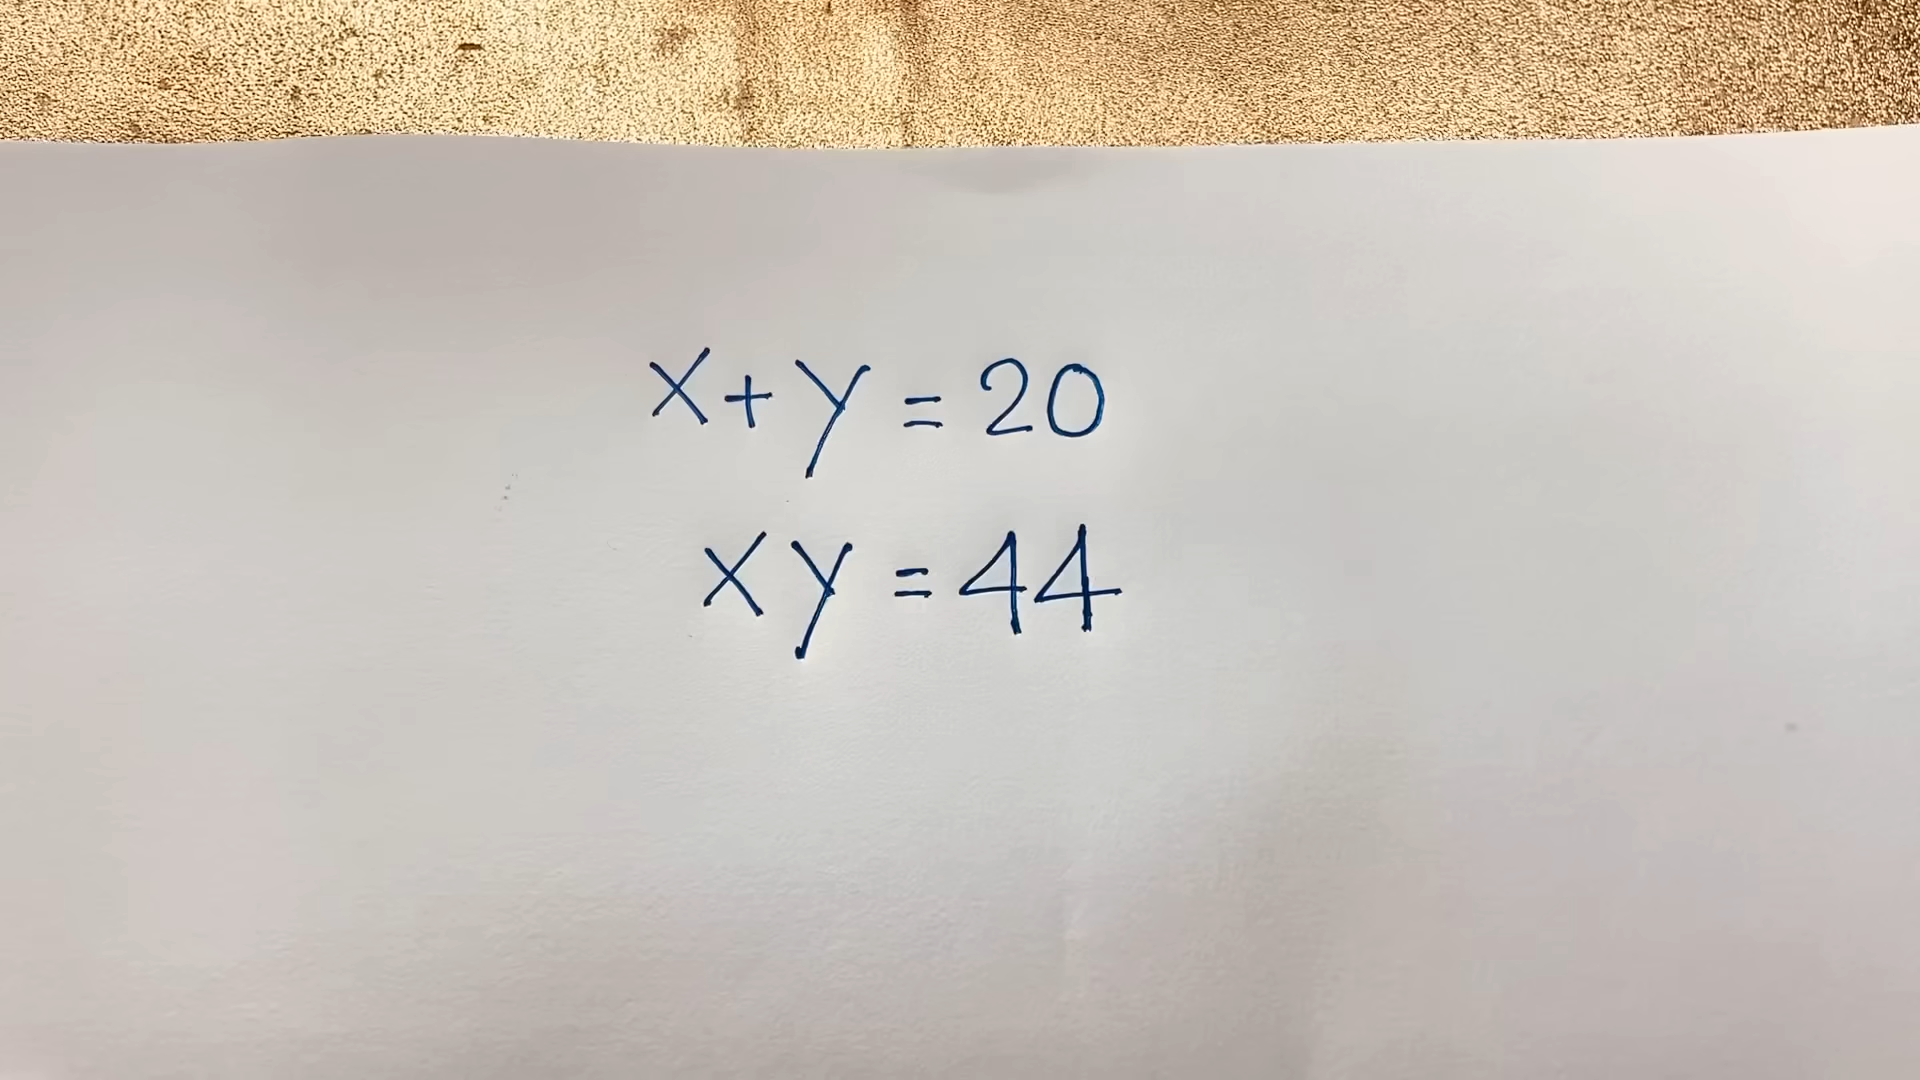 x+y = 20
xy = 44